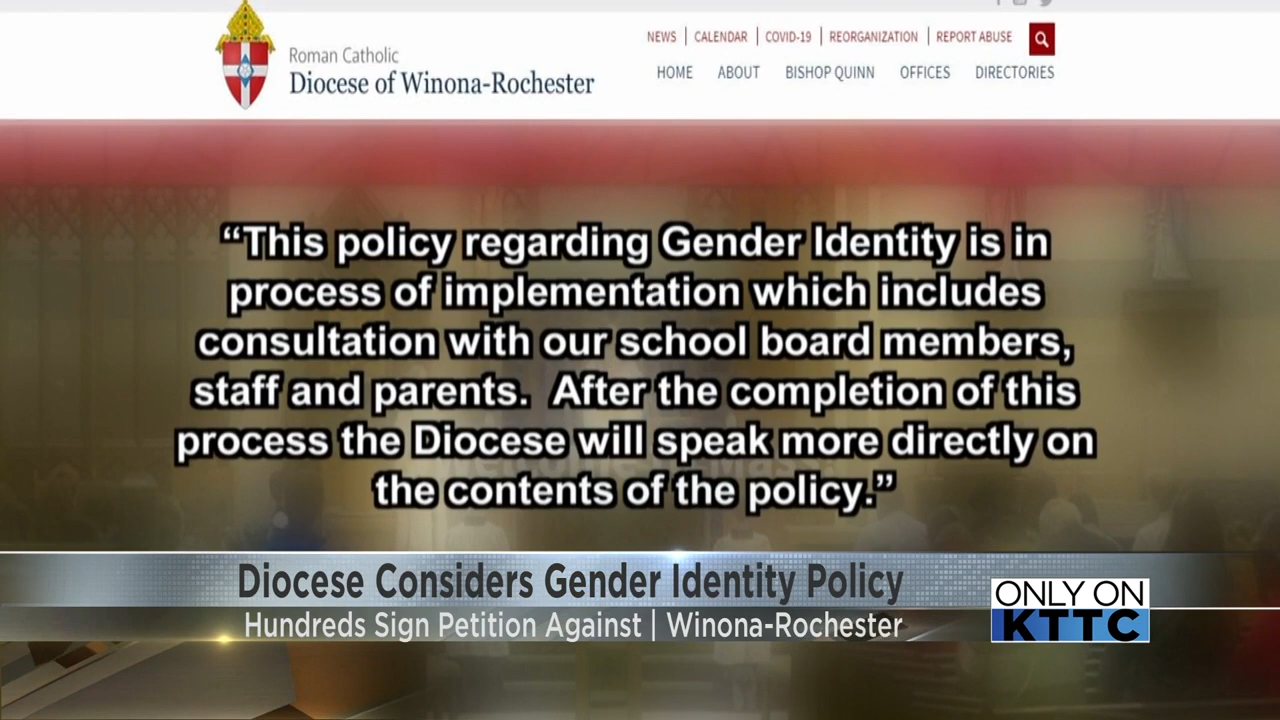 Roman Catholic
Diocese of Winona-Rochester
NEWS | CALENDAR | COVID-19 | REORGANIZATION | REPORT ABUSE
HOME ABOUT BISHOP QUINN OFFICES DIRECTORIES
“This policy regarding Gender Identity is in
process of implementation which includes
consultation with our school board members,
staff and parents.  After the completion of this
process the Diocese will speak more directly on
the contents of the policy.”
Diocese Considers Gender Identity Policy
Hundreds Sign Petition Against | Winona-Rochester
ONLY ON
KTTC